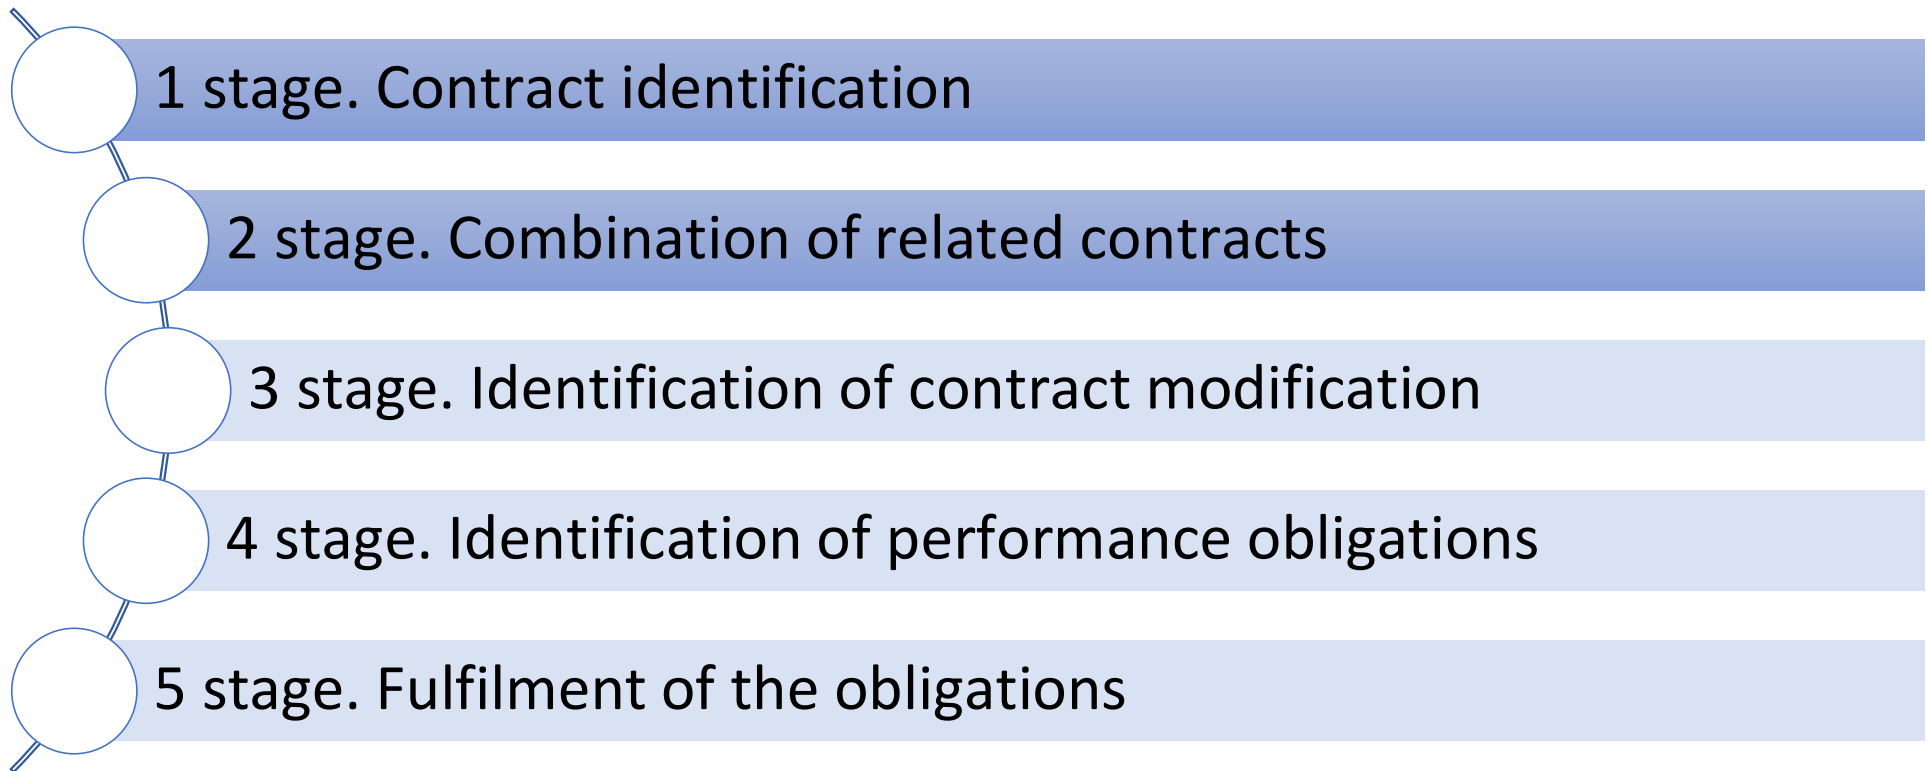 1 stage. Contract identification
2 stage. Combination of related contracts
3 stage. Identification of contract modification
4 stage. Identification of performance obligations
5 stage. Fulfilment of the obligations